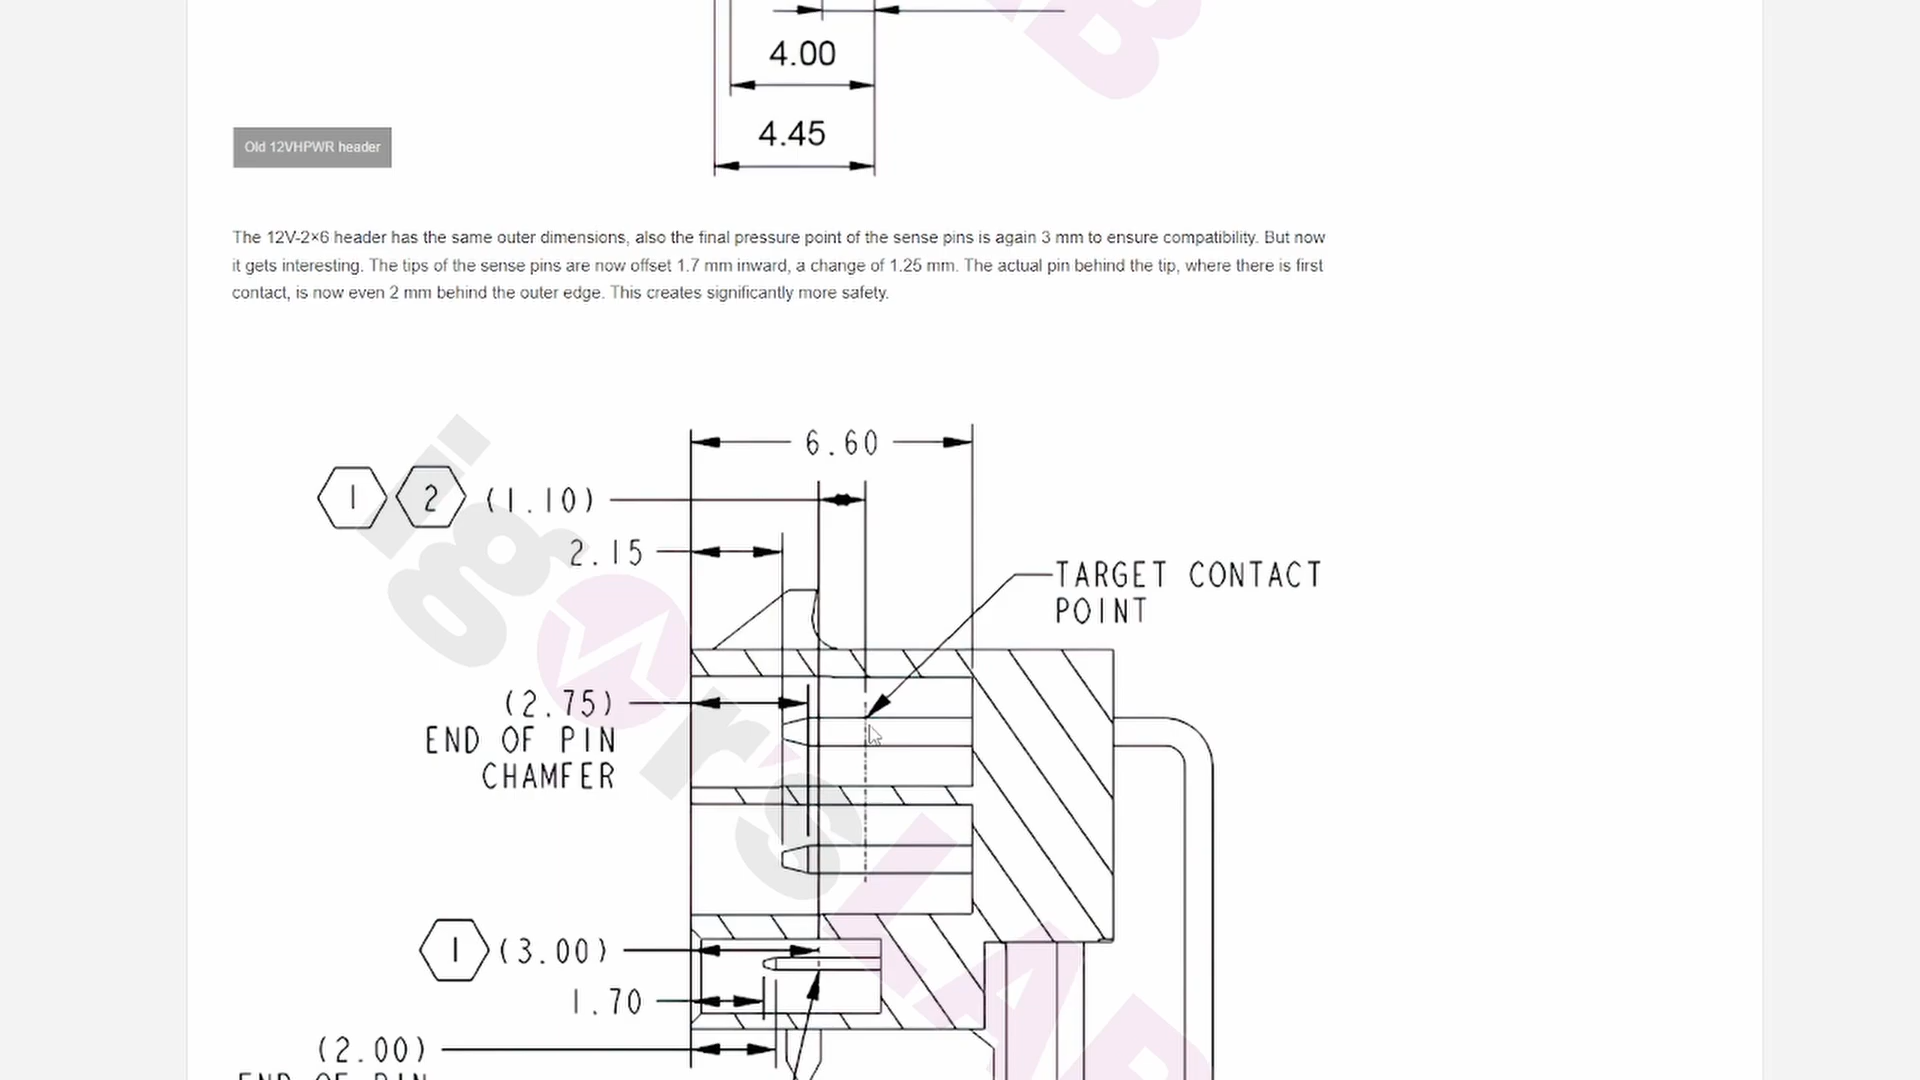 4.00
4.45
Old 12VHPWR header
The 12V-2×6 header has the same outer dimensions, also the final pressure point of the sense pins is again 3 mm to ensure compatibility. But now
it gets interesting. The tips of the sense pins are now offset 1.7 mm inward, a change of 1.25 mm. The actual pin behind the tip, where there is first
contact, is now even 2 mm behind the outer edge. This creates significantly more safety.
6.60
1 2 (1.10)
2.15
TARGET CONTACT
POINT
(2.75)
END OF PIN
CHAMFER
1 (3.00)
1.70
(2.00)
END OF PIN
igor'sLAB